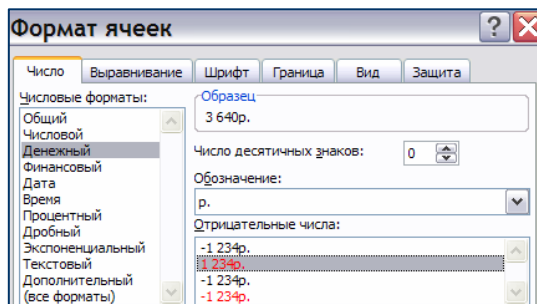 Формат ячеек
Число Выравнивание Шрифт Граница Вид Защита
Числовые форматы:
Общий
Числовой
Денежный
Финансовый
Дата
Время
Процентный
Дробный
Экспоненциальный
Текстовый
Дополнительный
(все форматы)
Образец
3 640р.
Число десятичных знаков: 0
Обозначение:
р.
Отрицательные числа:
-1 234р.
1 234р.
-1 234р.
-1 234р.